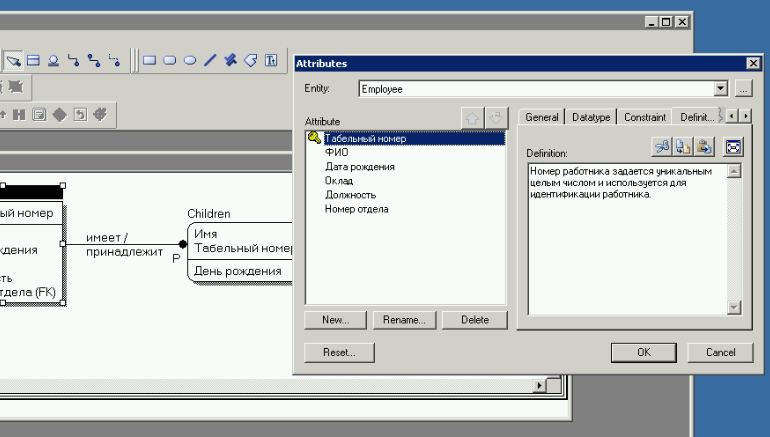 Attributes
Entity:
Employee
...
Attribute
Табельный номер
ФИО
Дата рождения
Оклад
Должность
Номер отдела
New...
Rename...
Delete
Reset...
General
Datatype
Constraint
Definit...
Definition:
Номер работника задается уникальным
целым числом и используется для
идентификации работника.
OK
Cancel
ый номер
ждения
сть
тдела (FK)
имеет /
принадлежит
P
Children
Имя
Табельный номер
День рождения